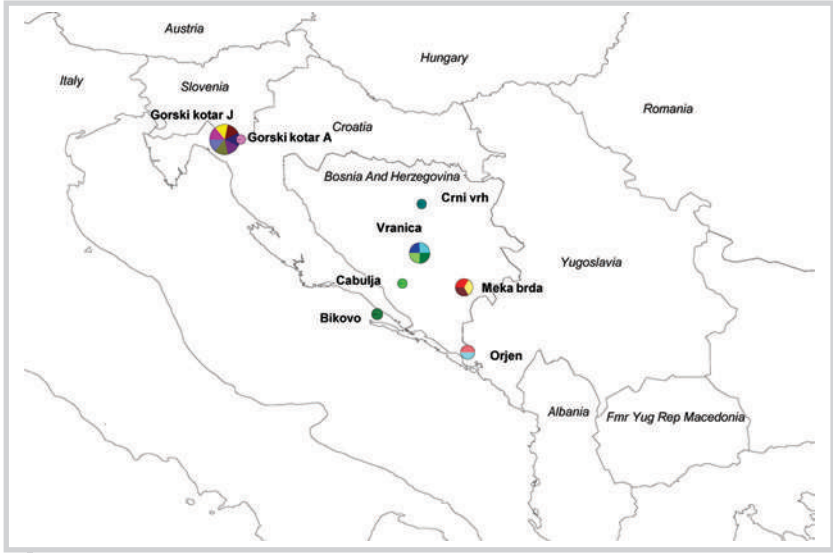 Austria
Hungary
Italy
Slovenia
Romania
Gorski kotar J
Croatia
Gorski kotar A
Bosnia And Herzegovina
Crni vrh
Vranica
Yugoslavia
Cabulja
Meka brda
Bikovo
Orjen
Albania
Fmr Yug Rep Macedonia